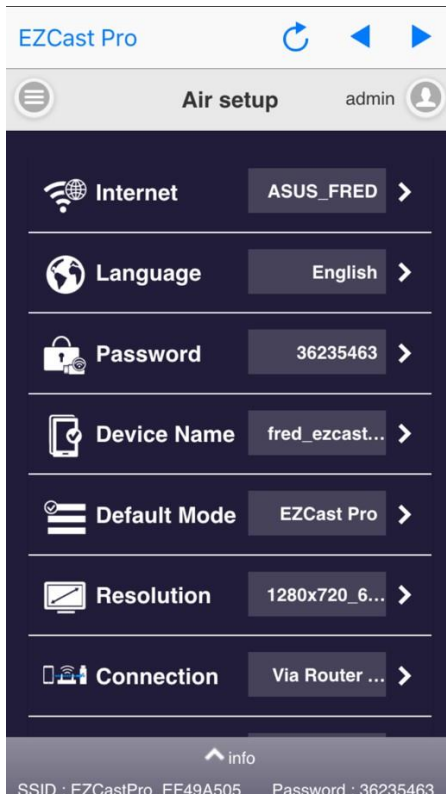 EZCast Pro
Air setup admin
Internet ASUS_FRED
Language English
Password 36235463
Device Name fred_ezcast...
Default Mode EZCast Pro
Resolution 1280x720_6...
Connection Via Router ...
info
SSID : EZCastPro_EE49A505 Password : 36235463